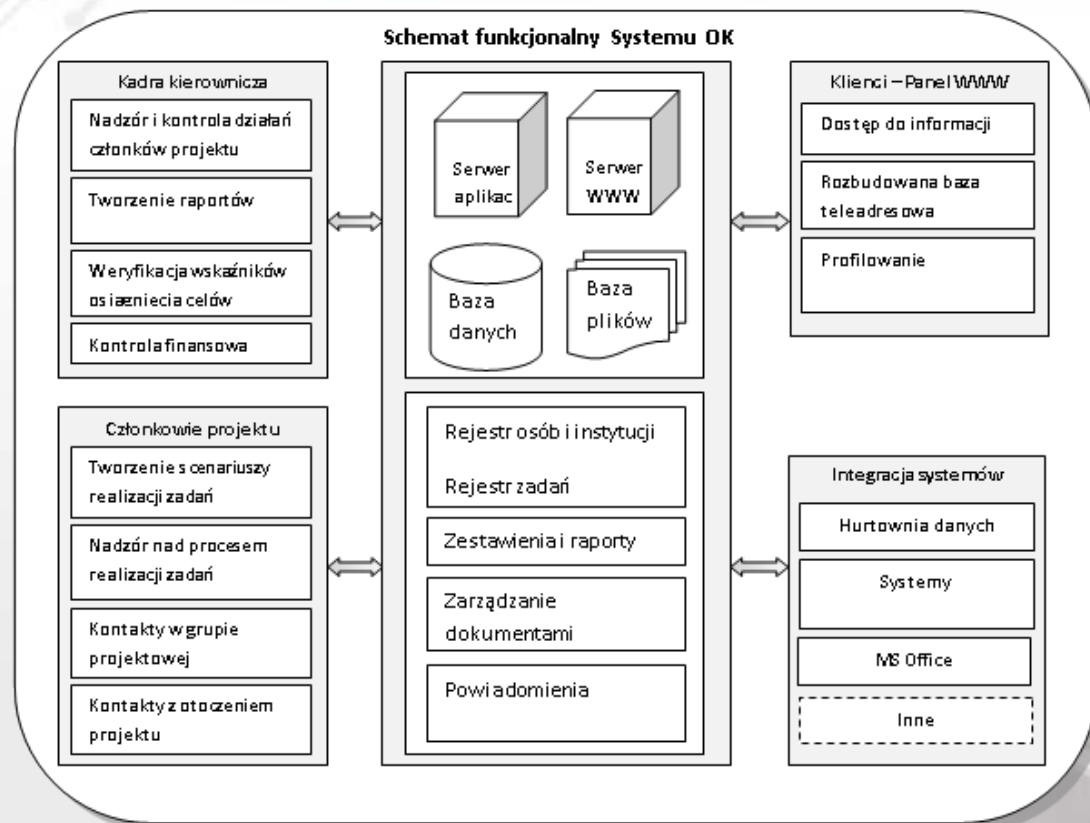 Schemat funkcjonalny Systemu OK
Kadra kierownicza
Nadzór i kontrola działań
członków projektu
Tworzenie raportów
Weryfikacja wskaźników
osiągniecia celów
Kontrola finansowa
Członkowie projektu
Tworzenie scenariuszy
realizacji zadań
Nadzór nad procesem
realizacji zadań
Kontakty w grupie
projektowej
Kontakty z otoczeniem
projektu
Serwer
aplikac
Serwer
WWW
Baza
danych
Baza
plików
Rejestr osób i instytucji
Rejestr zadań
Zestawienia i raporty
Zarządzanie
dokumentami
Powiadomienia
Klienci – Panel WWW
Dostęp do informacji
Rozbudowana baza
teleadresowa
Profilowanie
Integracja systemów
Hurtownia danych
Systemy
MS Office
Inne